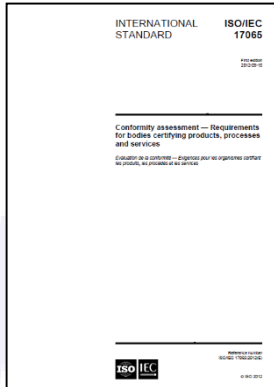 INTERNATIONAL
STANDARD
ISO/IEC
17065
First edition
2012-09-15
Conformity assessment — Requirements
for bodies certifying products, processes
and services
Évaluation de la conformité — Exigences pour les organismes certifiant
les produits, les procédés et les services
Reference number
ISO/IEC 17065:2012(E)
ISO IEC
© ISO 2012